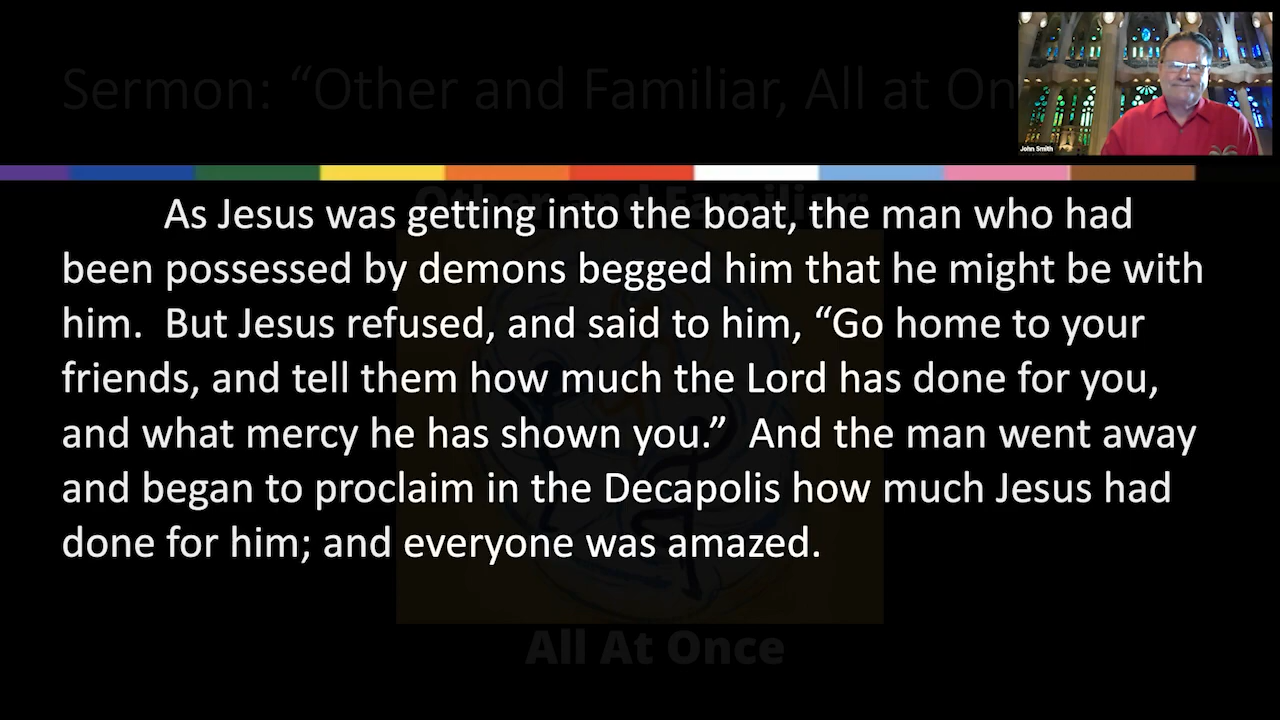 Sermon: “Other and Familiar, All at On
John Smith
Other and Familiar:
As Jesus was getting into the boat, the man who had
been possessed by demons begged him that he might be with
him.  But Jesus refused, and said to him, “Go home to your
friends, and tell them how much the Lord has done for you,
and what mercy he has shown you.”  And the man went away
and began to proclaim in the Decapolis how much Jesus had
done for him; and everyone was amazed.
All At Once